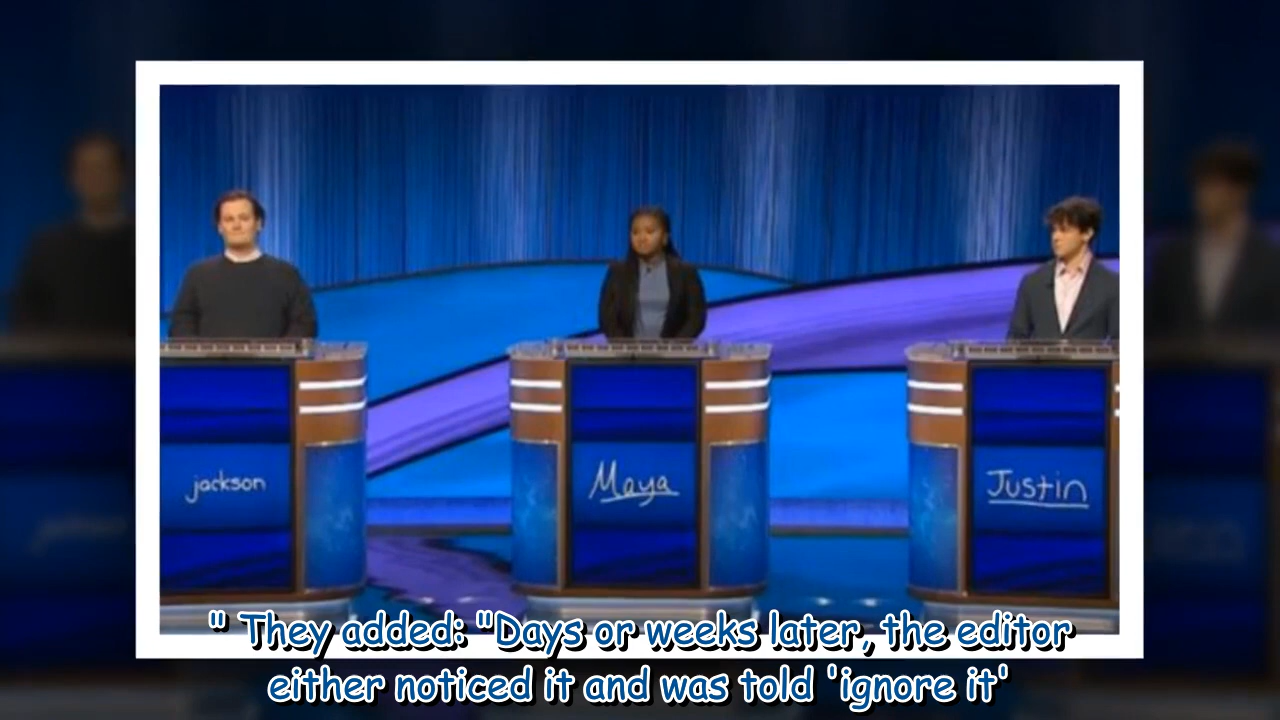 jackson
Maya
Justin
" They added: "Days or weeks later, the editor
either noticed it and was told 'ignore it'